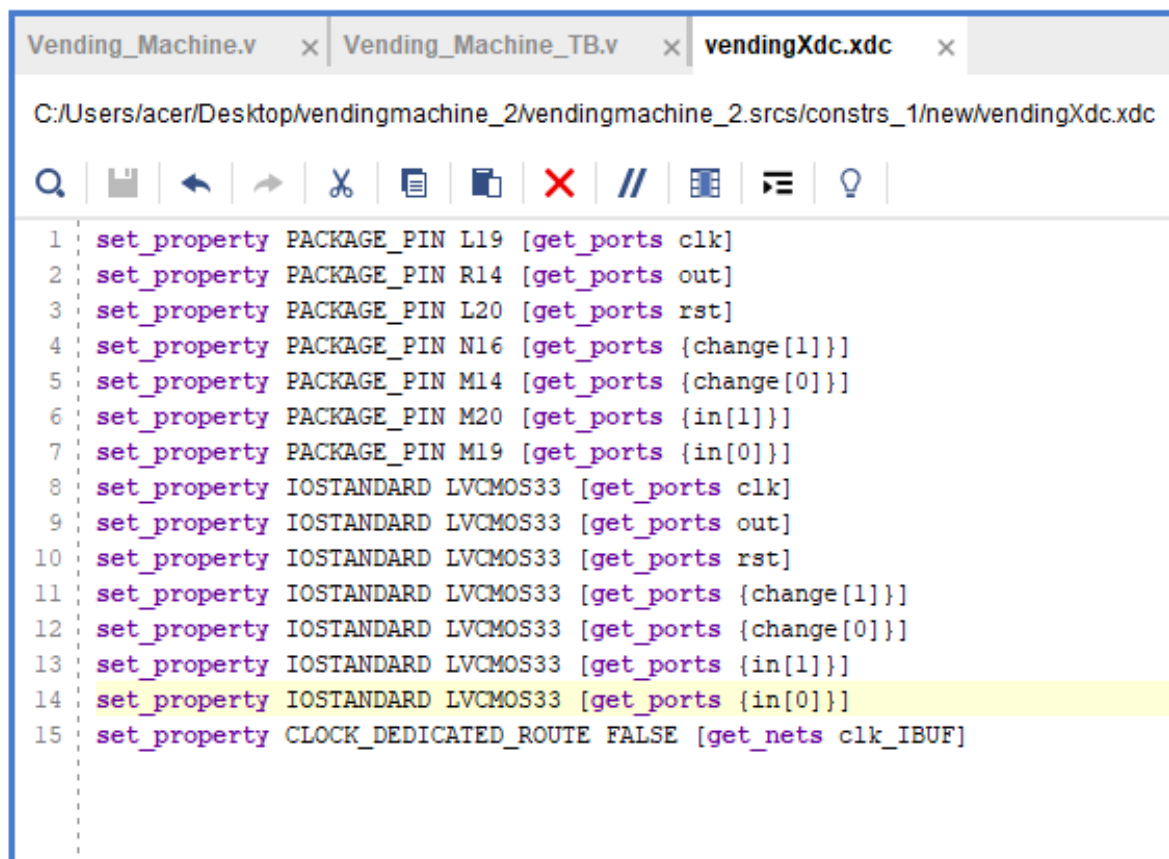 Vending_Machine.v × Vending_Machine_TB.v × vendingXdc.xdc ×
C:/Users/acer/Desktop/vendingmachine_2/vendingmachine_2.srcs/constrs_1/new/vendingXdc.xdc
1 set_property PACKAGE_PIN L19 [get_ports clk]
2 set_property PACKAGE_PIN R14 [get_ports out]
3 set_property PACKAGE_PIN L20 [get_ports rst]
4 set_property PACKAGE_PIN N16 [get_ports {change[1]}]
5 set_property PACKAGE_PIN M14 [get_ports {change[0]}]
6 set_property PACKAGE_PIN M20 [get_ports {in[1]}]
7 set_property PACKAGE_PIN M19 [get_ports {in[0]}]
8 set_property IOSTANDARD LVCMOS33 [get_ports clk]
9 set_property IOSTANDARD LVCMOS33 [get_ports out]
10 set_property IOSTANDARD LVCMOS33 [get_ports rst]
11 set_property IOSTANDARD LVCMOS33 [get_ports {change[1]}]
12 set_property IOSTANDARD LVCMOS33 [get_ports {change[0]}]
13 set_property IOSTANDARD LVCMOS33 [get_ports {in[1]}]
14 set_property IOSTANDARD LVCMOS33 [get_ports {in[0]}]
15 set_property CLOCK_DEDICATED_ROUTE FALSE [get_nets clk_IBUF]